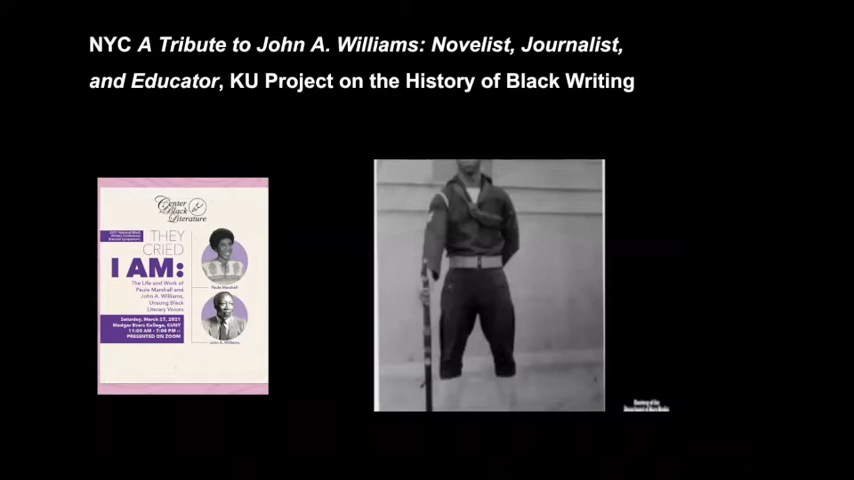 NYC A Tribute to John A. Williams: Novelist, Journalist,
and Educator, KU Project on the History of Black Writing
Center
Black
Literature
THEY
CRIED
I AM:
The Life and Work of
Paule Marshall and
John A. Williams,
Unsung Black
Literary Voices
Saturday, March 27, 2021
Medgar Evers College, CUNY
11:00 AM - 7:00 PM
PRESENTED ON ZOOM
Paule Marshall
John A. Williams